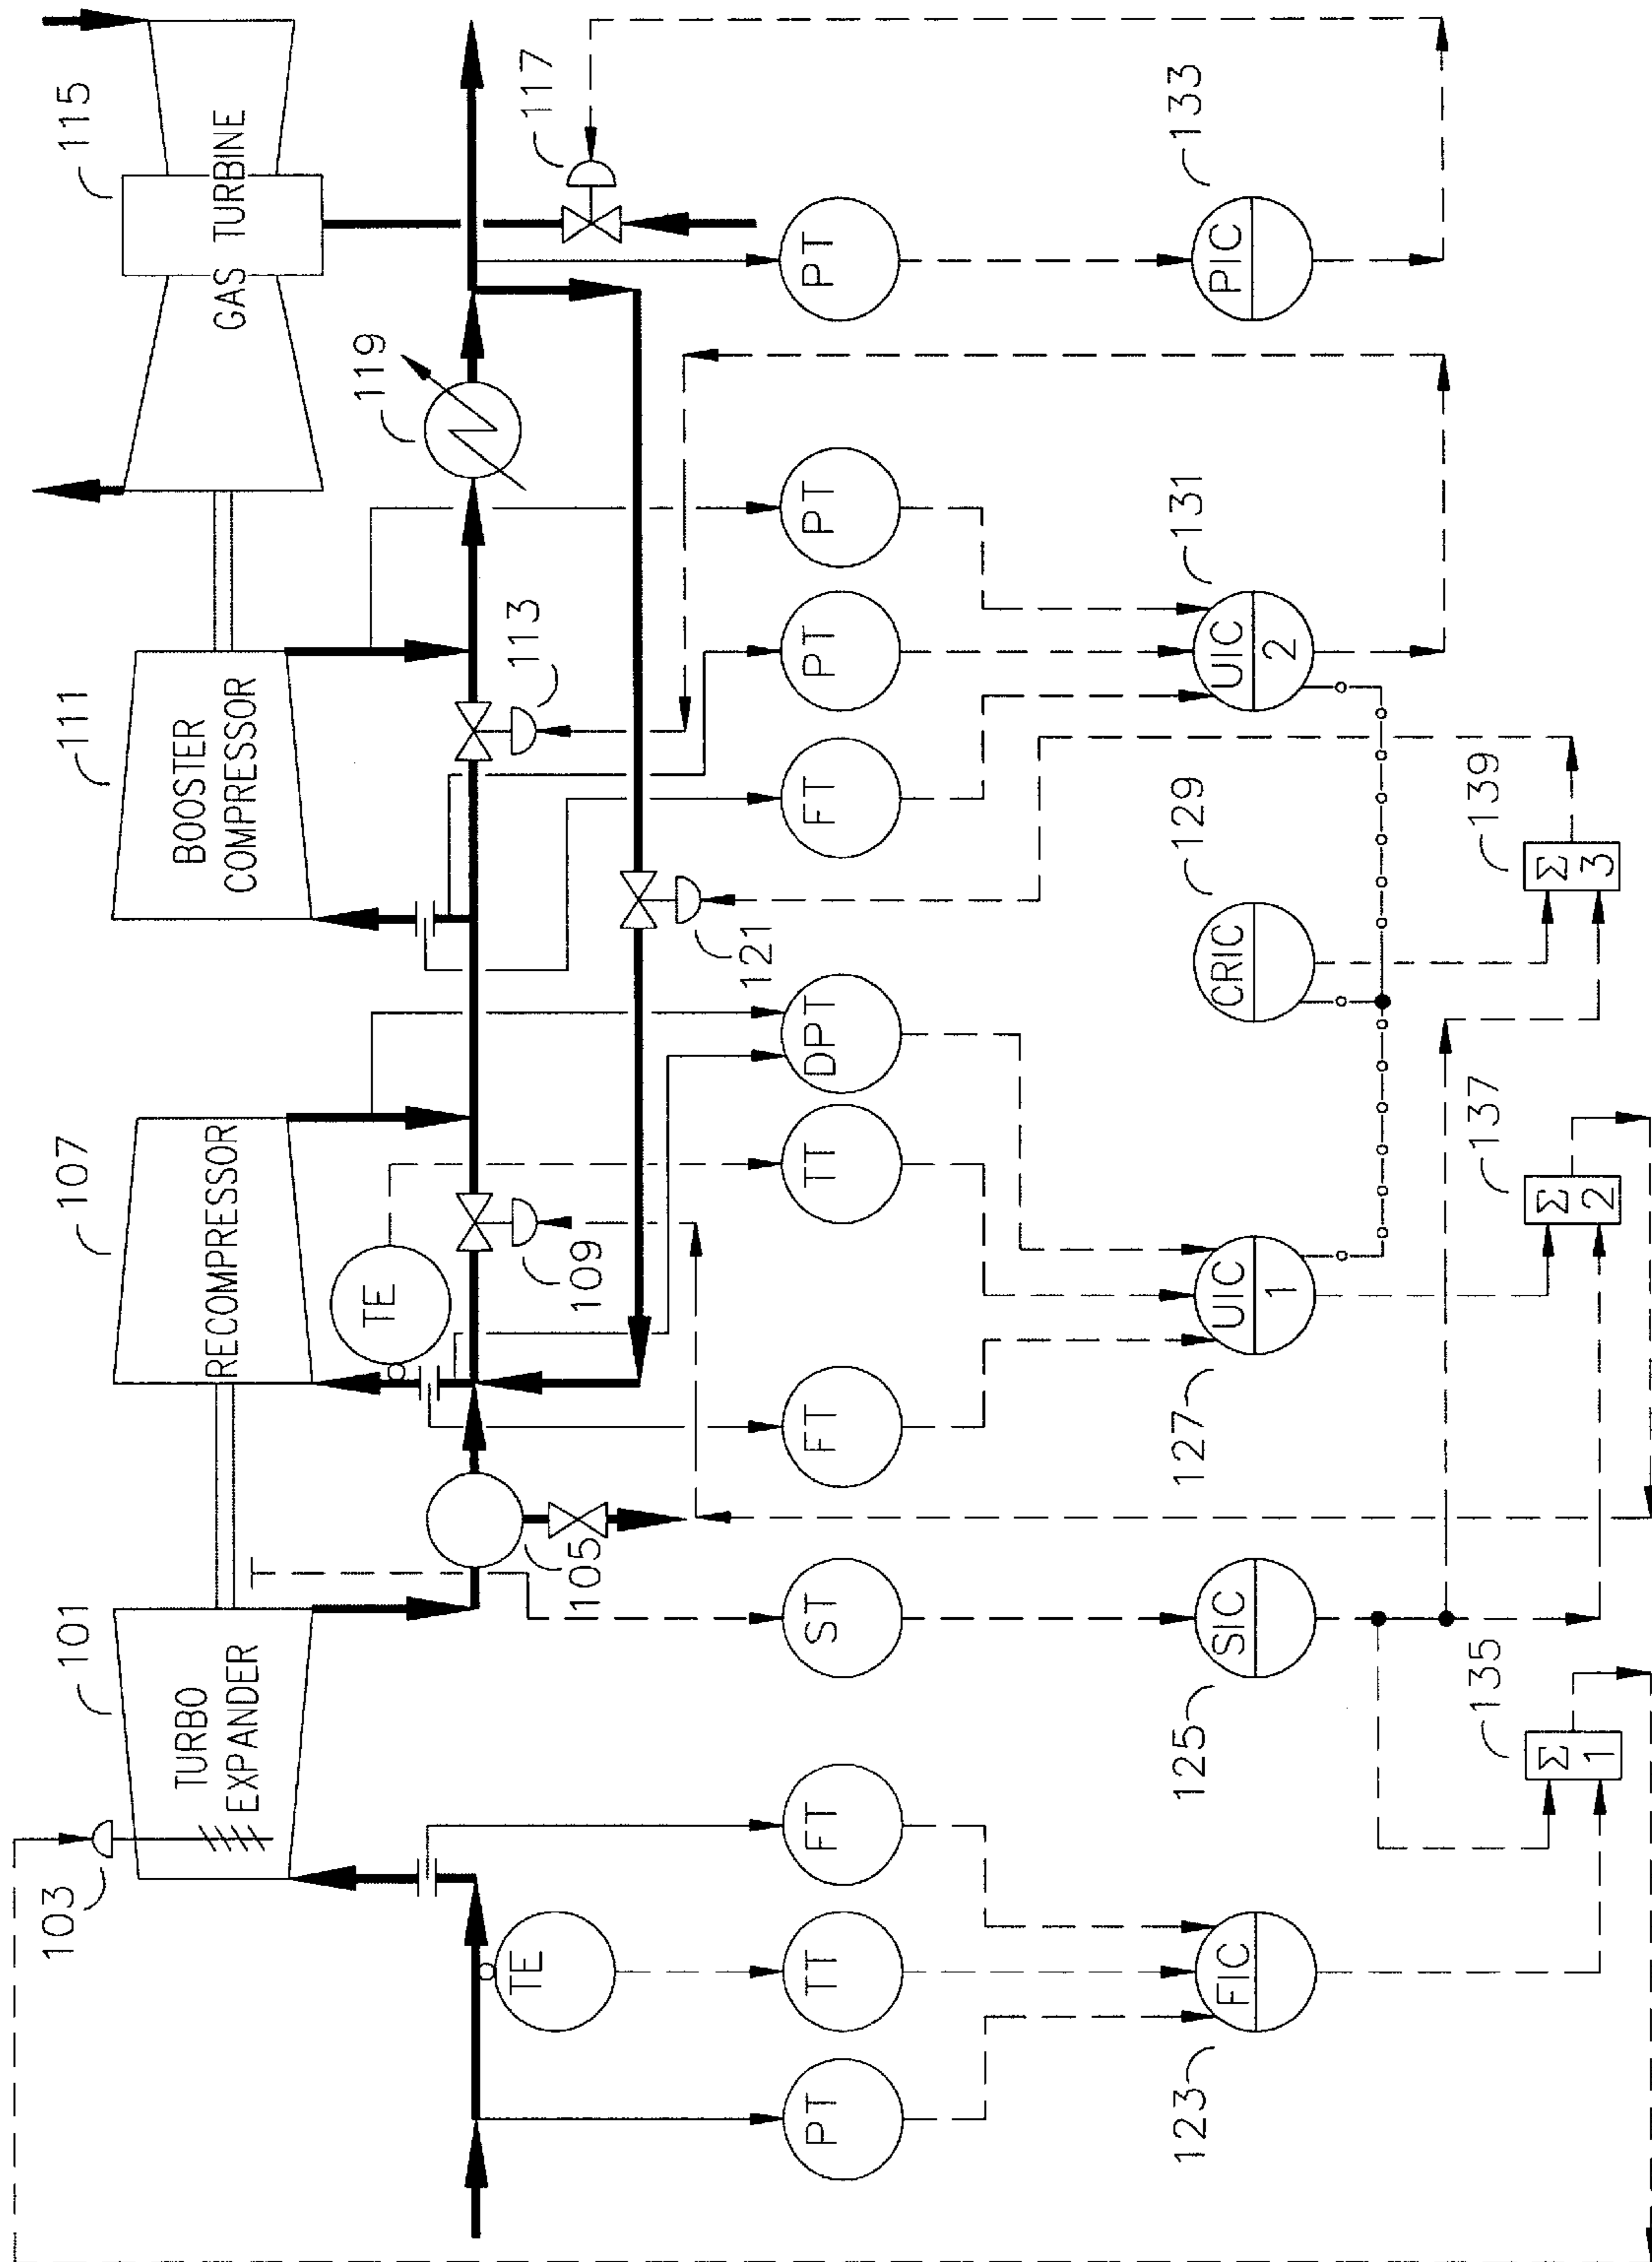 101
TURBO
EXPANDER
103
107
RECOMPRESSOR
111
BOOSTER
COMPRESSOR
115
GAS TURBINE
TE
105
TE
109
113
119
117
121
PT
TT
FT
ST
FT
TT
DPT
FT
PT
PT
PT
123
FIC
125
SIC
127
UIC
1
129
CRIC
131
UIC
2
133
PIC
135
Σ
1
137
Σ
2
139
Σ
3